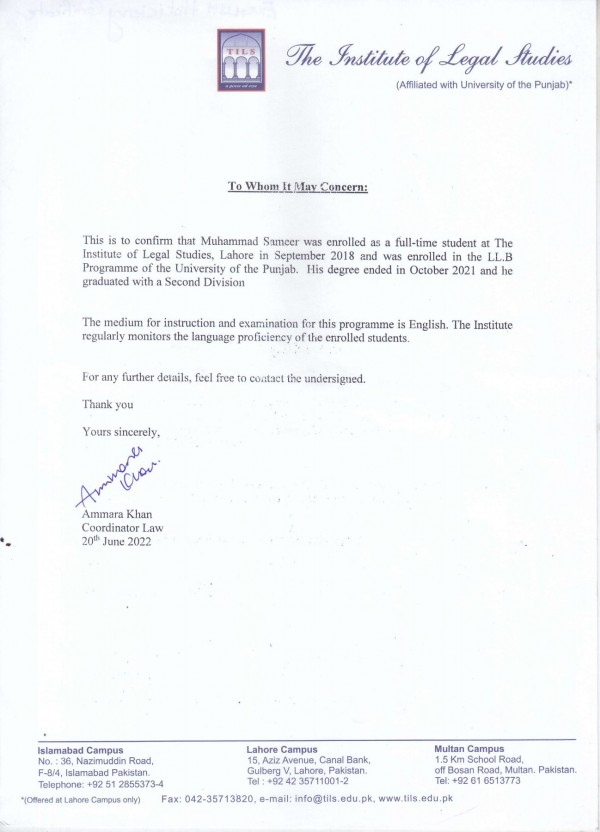 TILS
The Institute of Legal Studies
(Affiliated with University of the Punjab)*
To Whom It May Concern:
This is to confirm that Muhammad Sameer was enrolled as a full-time student at The
Institute of Legal Studies, Lahore in September 2018 and was enrolled in the LL.B
Programme of the University of the Punjab. His degree ended in October 2021 and he
graduated with a Second Division
The medium for instruction and examination for this programme is English. The Institute
regularly monitors the language proficiency of the enrolled students.
For any further details, feel free to contact the undersigned.
Thank you
Yours sincerely,
Ammara
Khan
Ammara Khan
Coordinator Law
20th June 2022
Islamabad Campus
No. : 36, Nazimuddin Road,
F-8/4, Islamabad Pakistan.
Telephone: +92 51 2855373-4
Lahore Campus
15, Aziz Avenue, Canal Bank,
Gulberg V, Lahore, Pakistan.
Tel : +92 42 35711001-2
Multan Campus
1.5 Km School Road,
off Bosan Road, Multan. Pakistan.
Tel: +92 61 6513773
*(Offered at Lahore Campus only) Fax: 042-35713820, e-mail: info@tils.edu.pk, www.tils.edu.pk